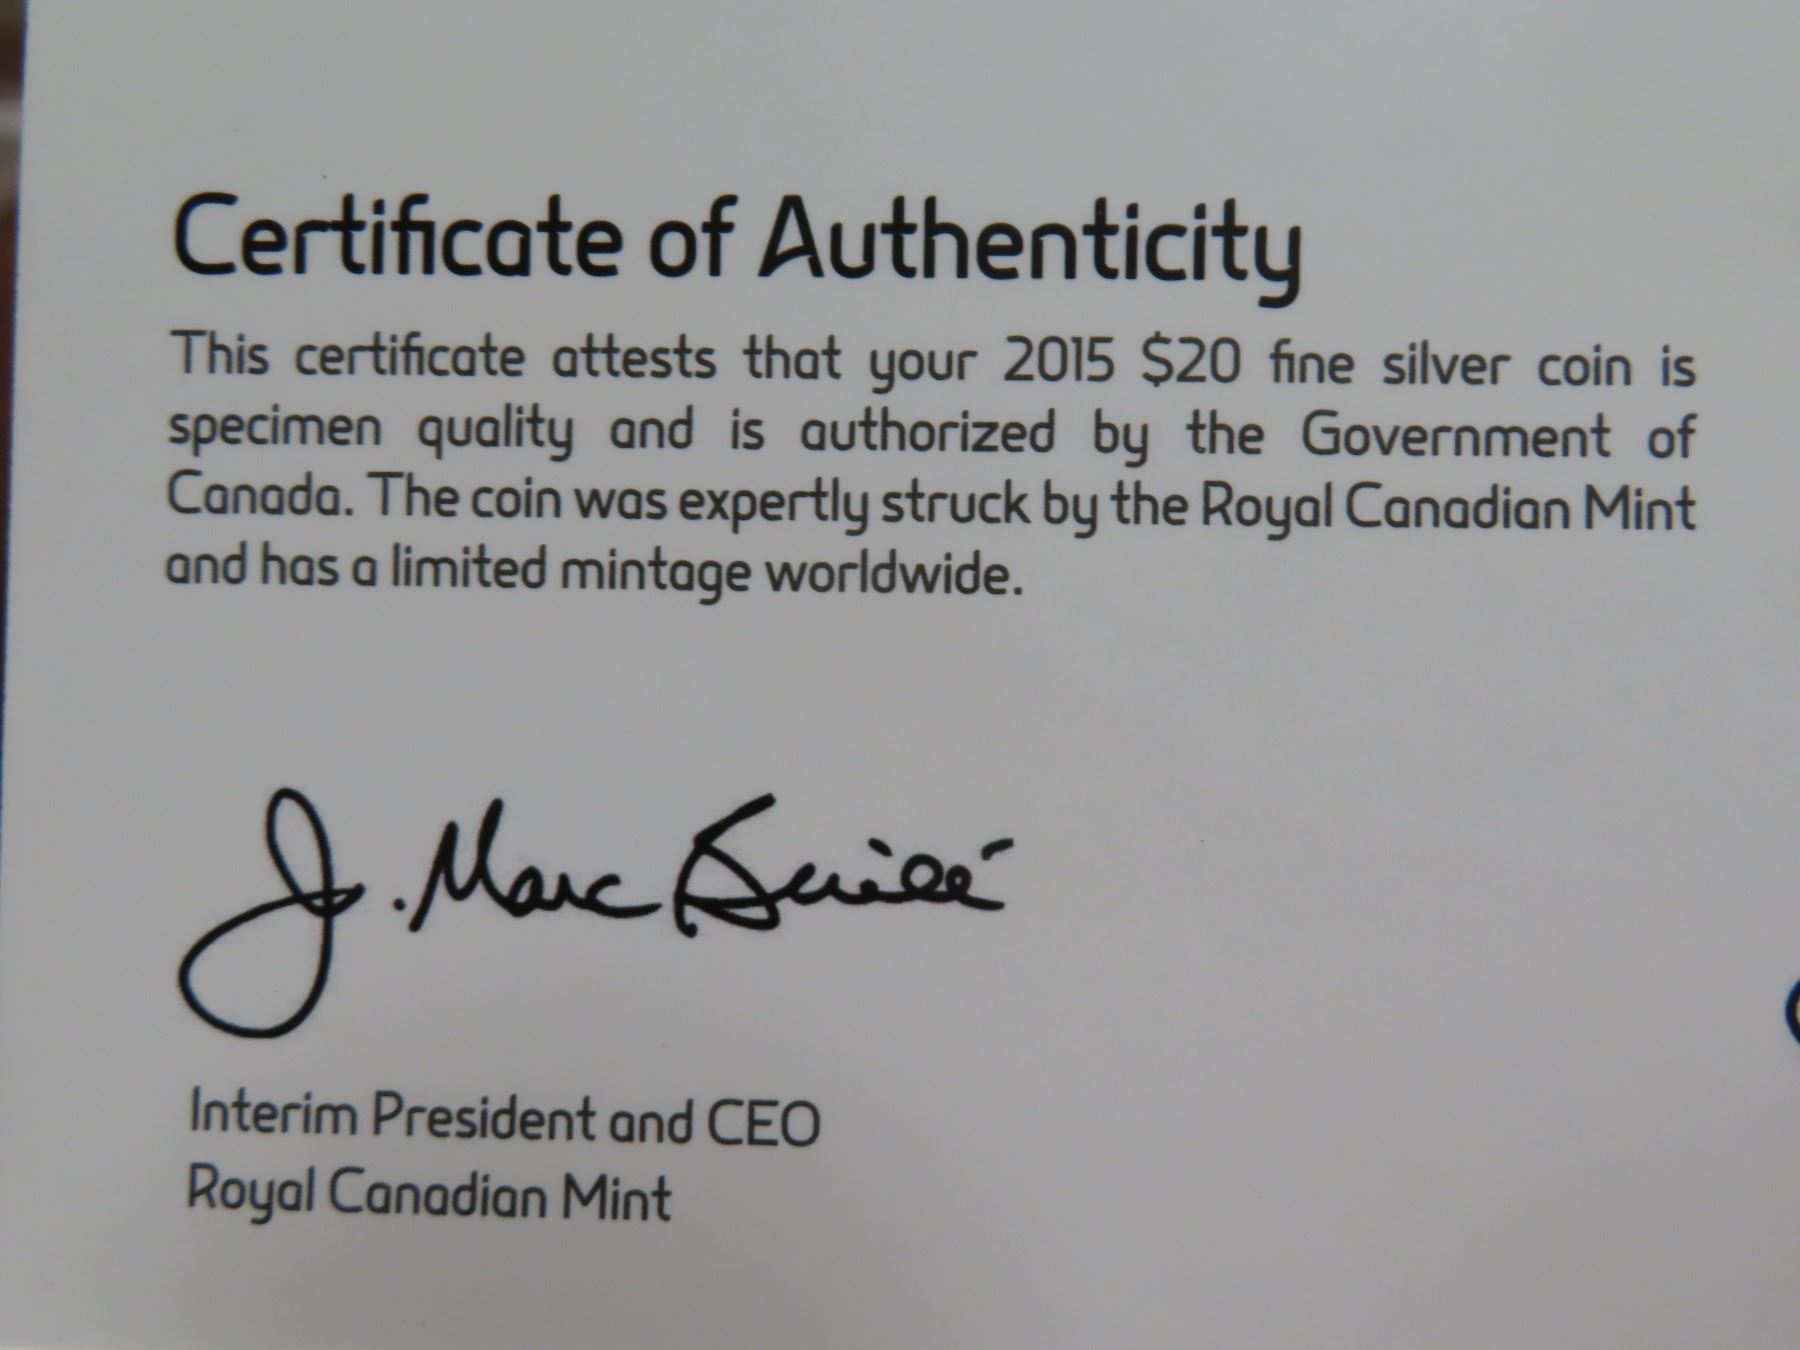 Certificate of Authenticity
This certificate attests that your 2015 $20 fine silver coin is
specimen quality and is authorized by the Government of
Canada. The coin was expertly struck by the Royal Canadian Mint
and has a limited mintage worldwide.
J. Marc Brûlé
Interim President and CEO
Royal Canadian Mint